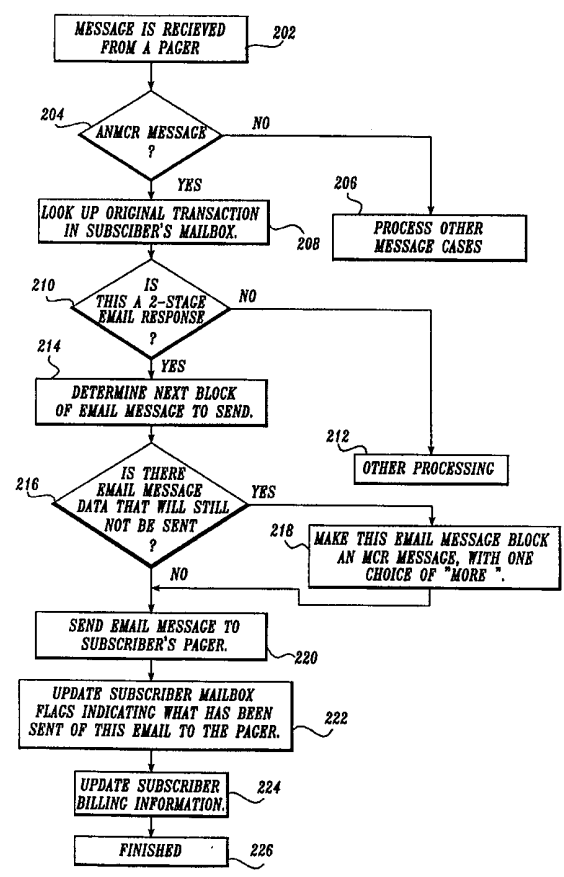 MESSAGE IS RECIEVED
FROM A PAGER
202
204
ANMCR MESSAGE
?
NO
YES
206
PROCESS OTHER
MESSAGE CASES
LOOK UP ORIGINAL TRANSACTION
IN SUBSCIBER'S MAILBOX.
208
210
IS
THIS A 2-STAGE
EMAIL RESPONSE
?
NO
YES
214
DETERMINE NEXT BLOCK
OF EMAIL MESSAGE TO SEND.
212
OTHER PROCESSING
216
IS THERE
EMAIL MESSAGE
DATA THAT WILL STILL
NOT BE SENT
?
YES
NO
218
MAKE THIS EMAIL MESSAGE BLOCK
AN MCR MESSAGE, WITH ONE
CHOICE OF "MORE ".
SEND EMAIL MESSAGE TO
SUBSCRIBER'S PAGER.
220
UPDATE SUBSCRIBER MAILBOX
FLAGS INDICATING WHAT HAS BEEN
SENT OF THIS EMAIL TO THE PAGER.
222
UPDATE SUBSCRIBER
BILLING INFORMATION.
224
FINISHED
226